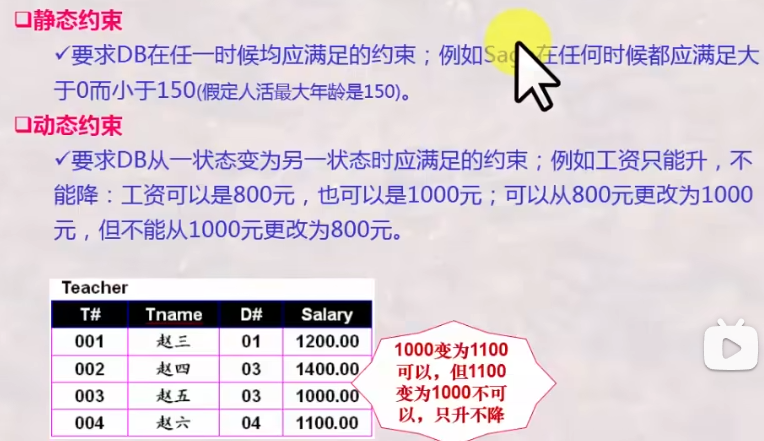 ❑静态约束
✓要求DB在任一时候均应满足的约束；例如 在任何时候都应满足大
于0而小于150(假定人活最大年龄是150)。
❑动态约束
✓要求DB从一状态变为另一状态时应满足的约束；例如工资只能升，不
能降：工资可以是800元，也可以是1000元；可以从800元更改为1000
元，但不能从1000元更改为800元。
Teacher
T# Tname D# Salary
001 赵三 01 1200.00
002 赵四 03 1400.00
003 赵五 03 1000.00
004 赵六 04 1100.00
1000变为1100
可以，但1100
变为1000不可
以，只升不降